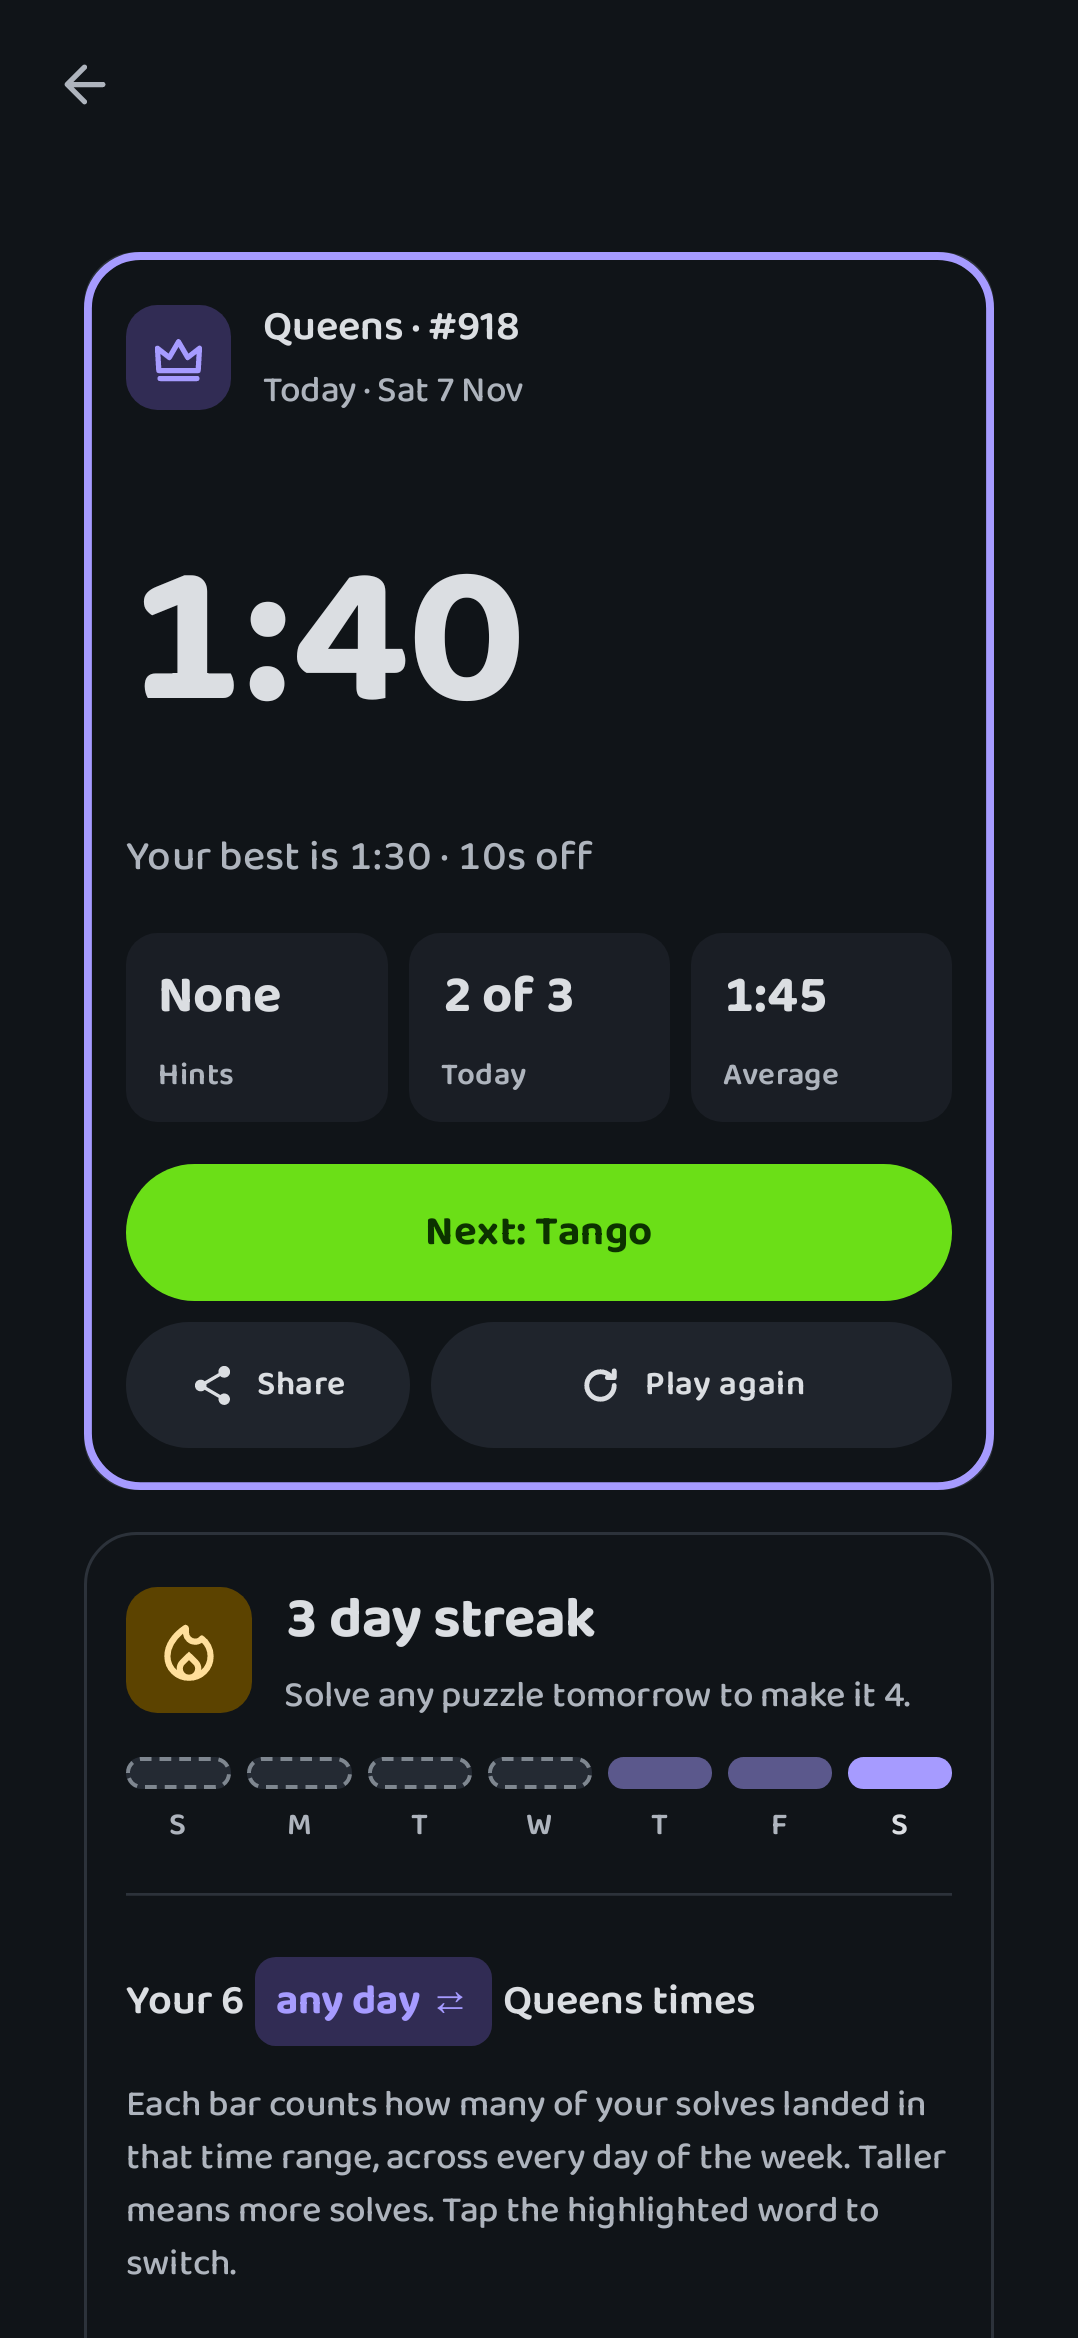 Queens · #918
Today · Sat 7 Nov
1:40
Your best is 1:30 · 10s off
None
Hints
2 of 3
Today
1:45
Average
Next: Tango
Share
Play again
3 day streak
Solve any puzzle tomorrow to make it 4.
S M T W T F S
Your 6 any day ⇄ Queens times
Each bar counts how many of your solves landed in
that time range, across every day of the week. Taller
means more solves. Tap the highlighted word to
switch.